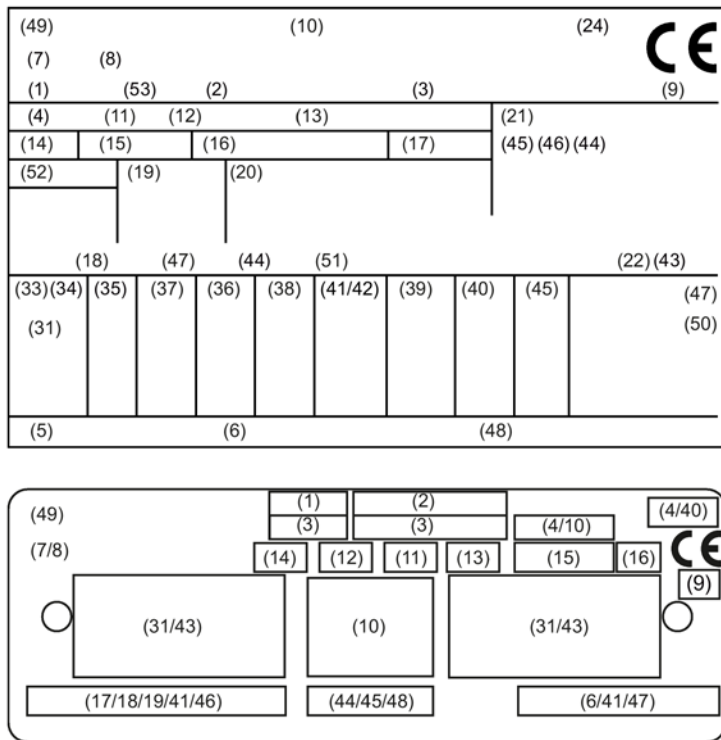 (49) (10) (24) CE
(7) (8)
(1) (53) (2) (3) (9)
(4) (11) (12) (13) (21)
(14) (15) (16) (17) (45) (46) (44)
(52) (19) (20)
(18) (47) (44) (51) (22) (43)
(33) (34) (35) (37) (36) (38) (41/42) (39) (40) (45) (47)
(31) (50)
(5) (6) (48)
(1) (2)
(49) (3) (3) (4/10) (4/40)
(7/8) (14) (12) (11) (13) (15) (16) CE
(9)
(31/43) (10) (31/43)
(17/18/19/41/46) (44/45/48) (6/41/47)